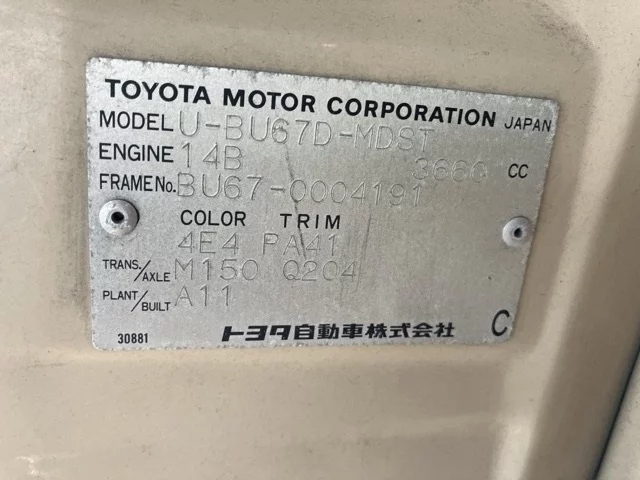 TOYOTA MOTOR CORPORATION JAPAN
MODEL U-BU67D-MDST
ENGINE 14B 3660 CC
FRAME No. BU67-0004191
COLOR TRIM
4E4 PA41
TRANS./AXLE M150 Q204
PLANT/BUILT A11
30881 トヨタ自動車株式会社 C